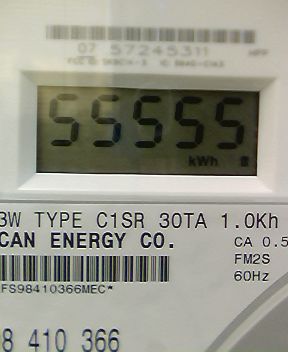 07 57245311
55555
kWh
3W TYPE C1SR 30TA 1.0Kh
CAN ENERGY CO. CA 0.5
FM2S
60Hz
FS98410366MEC*
8 410 366